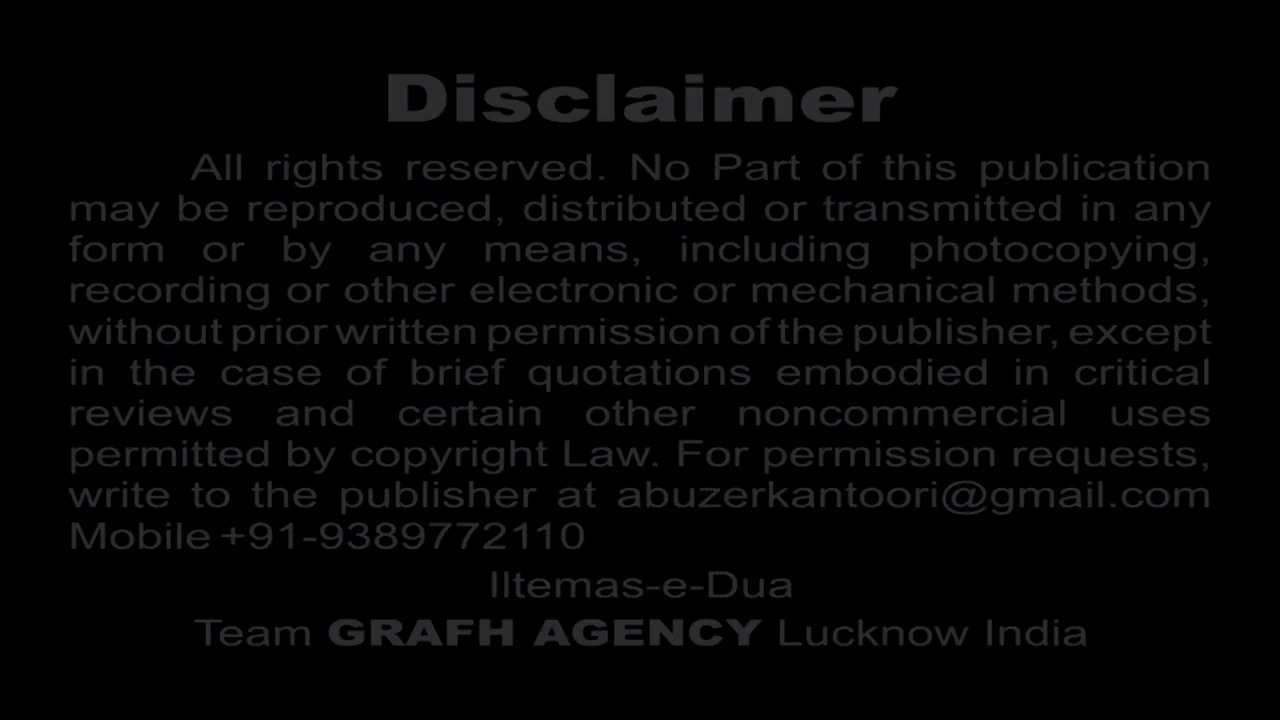 Disclaimer
All rights reserved. No Part of this publication
may be reproduced, distributed or transmitted in any
form or by any means, including photocopying,
recording or other electronic or mechanical methods,
without prior written permission of the publisher, except
in the case of brief quotations embodied in critical
reviews and certain other noncommercial uses
permitted by copyright Law. For permission requests,
write to the publisher at abuzerkantoori@gmail.com
Mobile +91-9389772110
Iltemas-e-Dua
Team GRAFH AGENCY Lucknow India